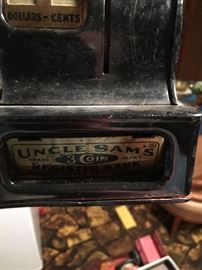 DOLLARS-CENTS
UNCLE SAM'S
TRADE 3 COIN MARK
REGISTER BANK